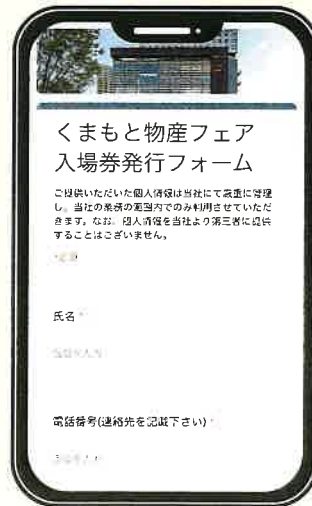 くまもと物産フェア
入場券発行フォーム
ご提供いただいた個人情報は当社にて厳重に管理
し、当社の業務の範囲内でのみ利用させていただ
きます。なお、個人情報を当社より第三者に提供
することはございません。
*必須
氏名 *
電話番号(連絡先を記載下さい) *